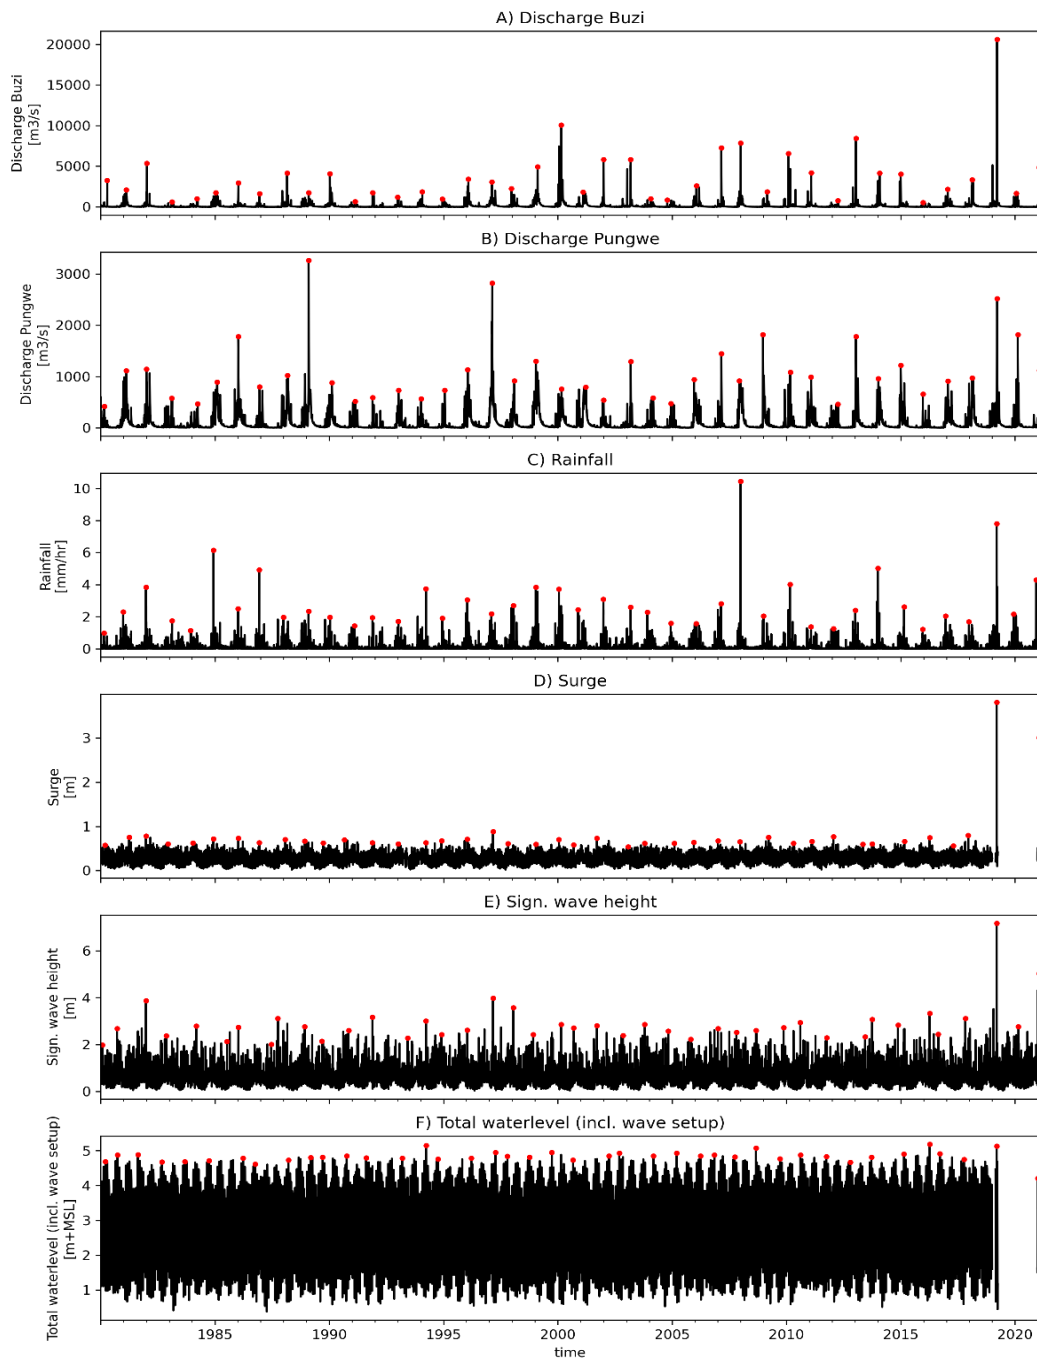 A) Discharge Buzi
Discharge Buzi
[m3/s]
20000
15000
10000
5000
0
B) Discharge Pungwe
Discharge Pungwe
[m3/s]
3000
2000
1000
0
C) Rainfall
Rainfall
[mm/hr]
10
8
6
4
2
0
D) Surge
Surge
[m]
3
2
1
0
E) Sign. wave height
Sign. wave height
[m]
6
4
2
0
F) Total waterlevel (incl. wave setup)
Total waterlevel (incl. wave setup)
[m+MSL]
5
4
3
2
1
1985 1990 1995 2000 2005 2010 2015 2020
time